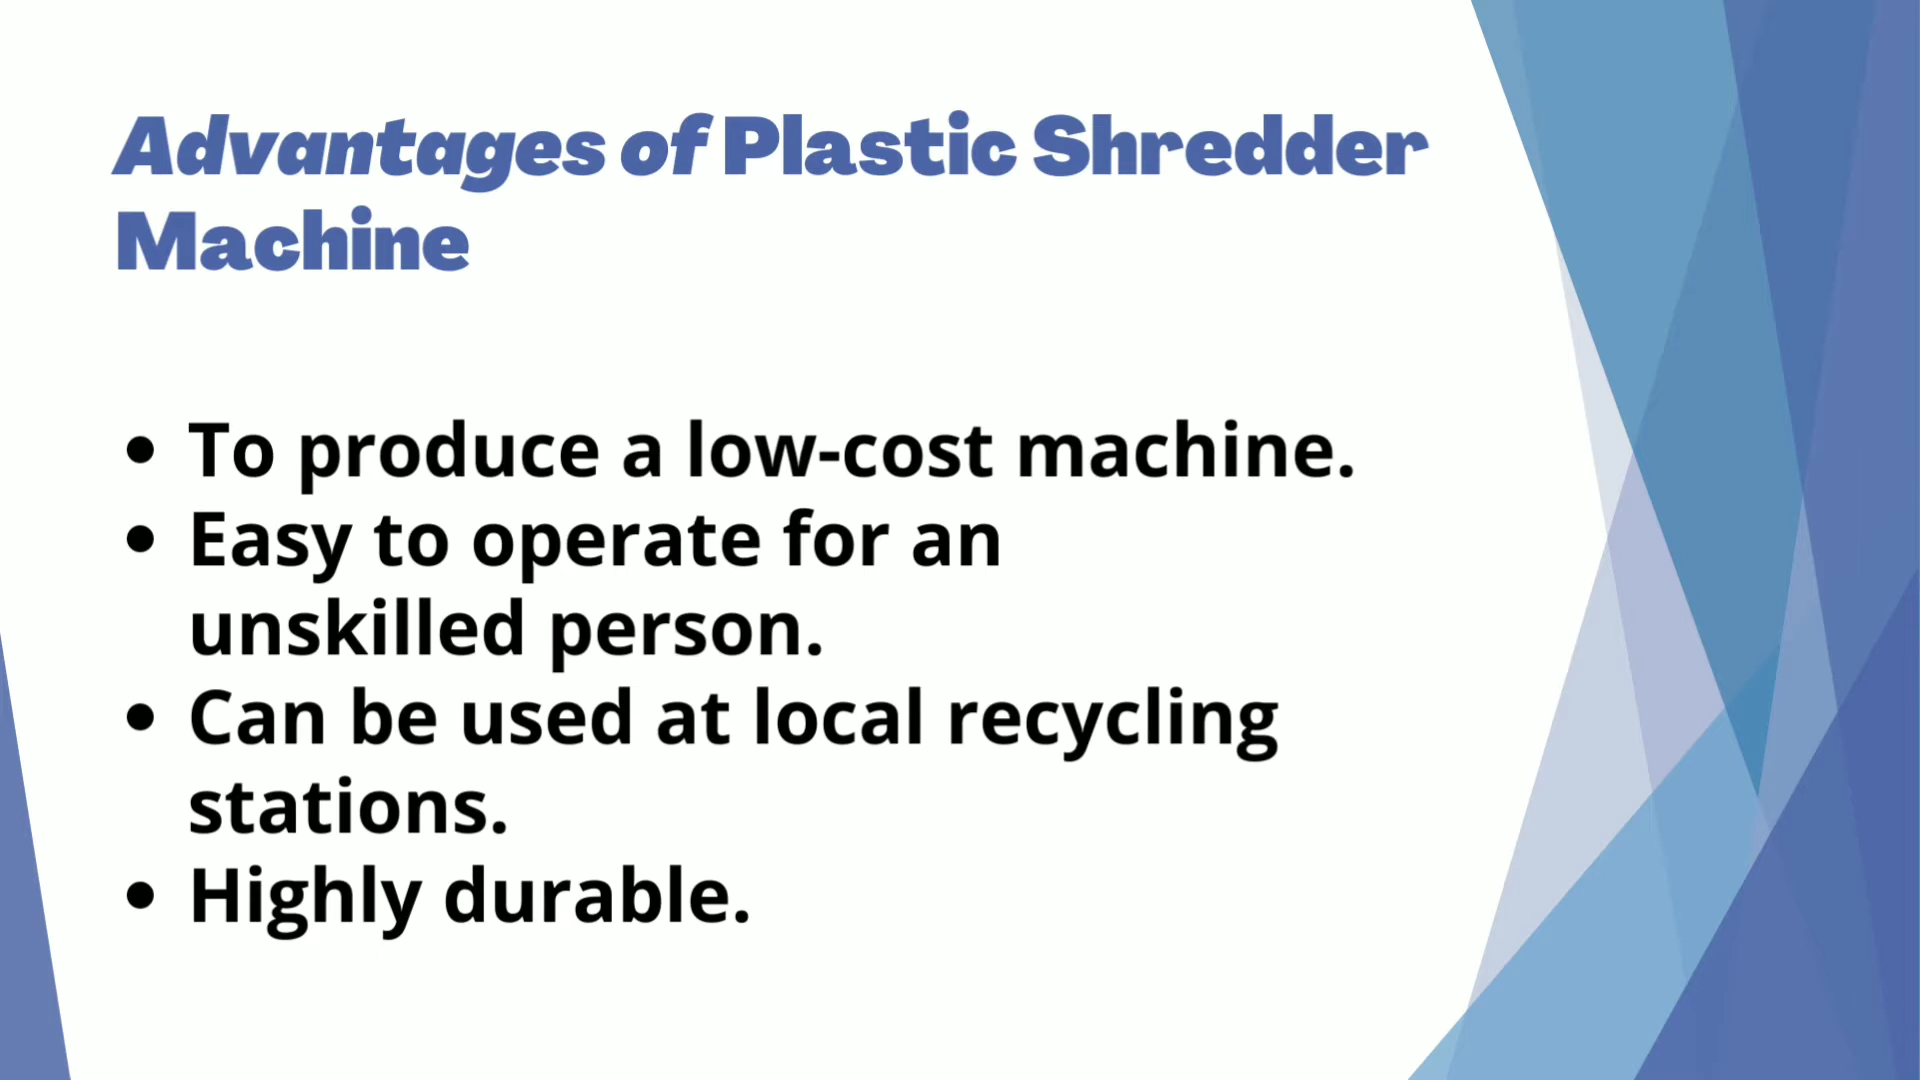 Advantages of Plastic Shredder
Machine
• To produce a low-cost machine.
• Easy to operate for an
unskilled person.
• Can be used at local recycling
stations.
• Highly durable.